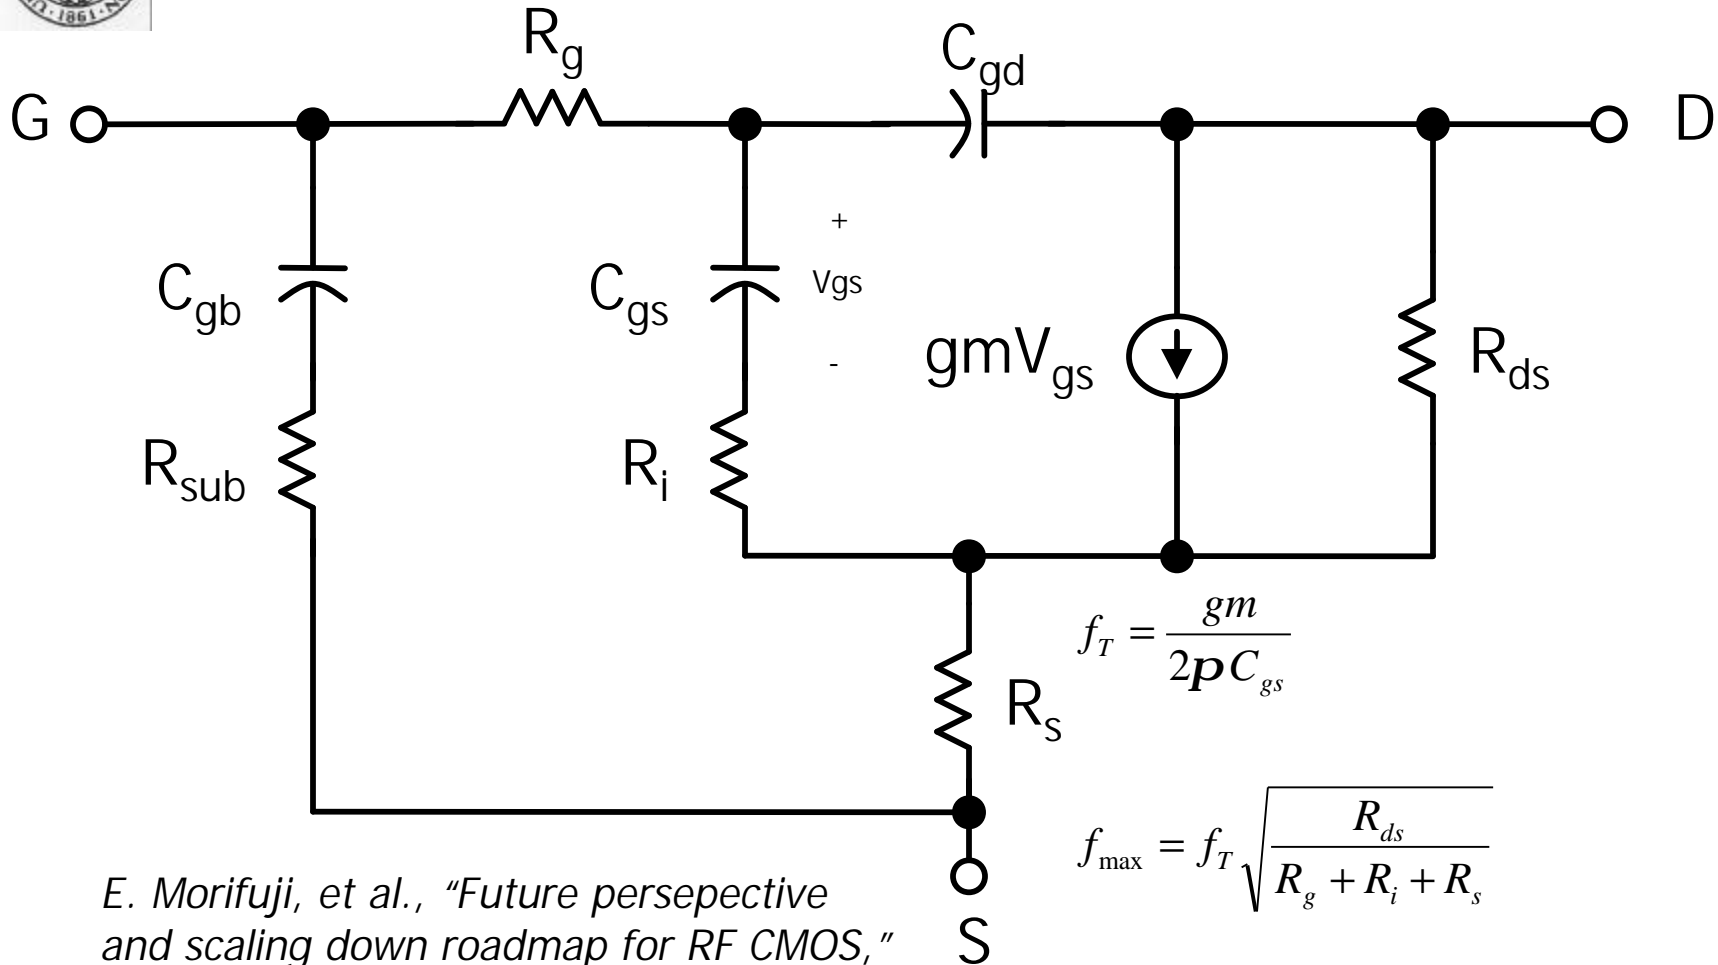 · 1861 ·
R_g
C_gd
G
D
+
C_gb
C_gs
Vgs
-
gmV_gs
R_ds
R_sub
R_i
f_T = gm / 2pC_gs
R_s
f_max = f_T √(R_ds / (R_g + R_i + R_s))
E. Morifuji, et al., “Future persepective
and scaling down roadmap for RF CMOS,”
S